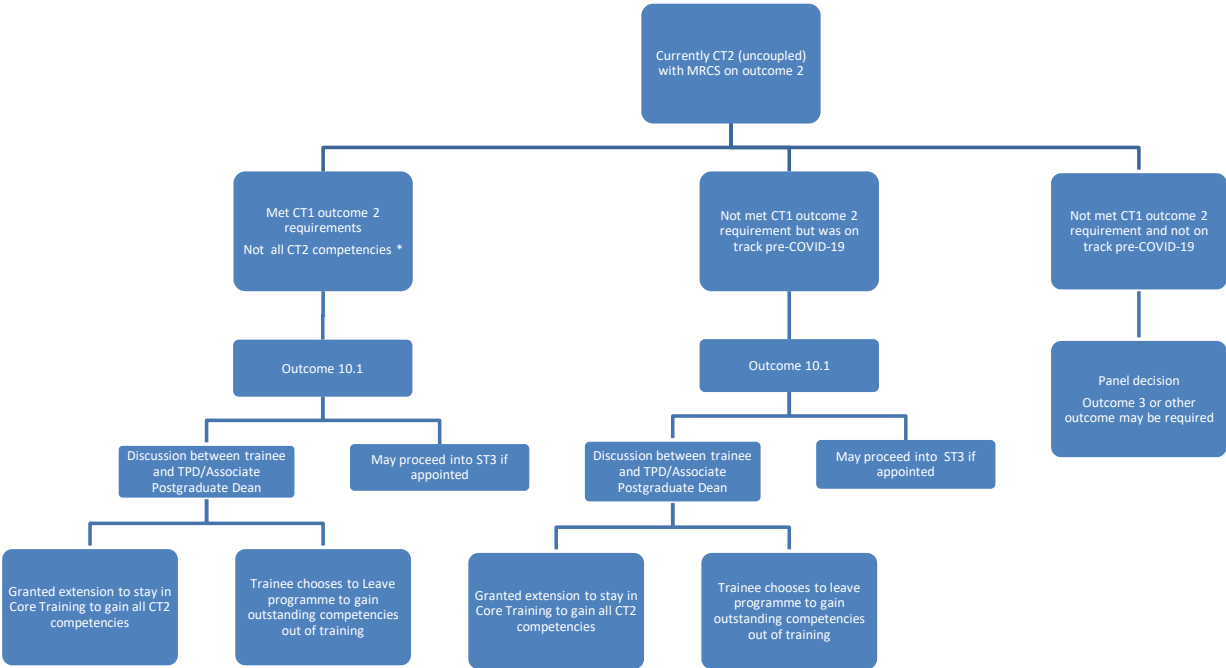 Currently CT2 (uncoupled)
with MRCS on outcome 2
Met CT1 outcome 2
requirements
Not all CT2 competencies *
Not met CT1 outcome 2
requirement but was on
track pre-COVID-19
Not met CT1 outcome 2
requirement and not on
track pre-COVID-19
Outcome 10.1
Outcome 10.1
Panel decision
Outcome 3 or other
outcome may be
required
Discussion between trainee
and TPD/Associate
Postgraduate Dean
May proceed into ST3 if
appointed
Discussion between trainee
and TPD/Associate
Postgraduate Dean
May proceed into ST3 if
appointed
Granted extension to stay in
Core Training to gain all CT2
competencies
Trainee chooses to Leave
programme to gain
outstanding competencies
out of training
Granted extension to stay in
Core Training to gain all CT2
competencies
Trainee chooses to leave
programme to gain
outstanding competencies
out of training